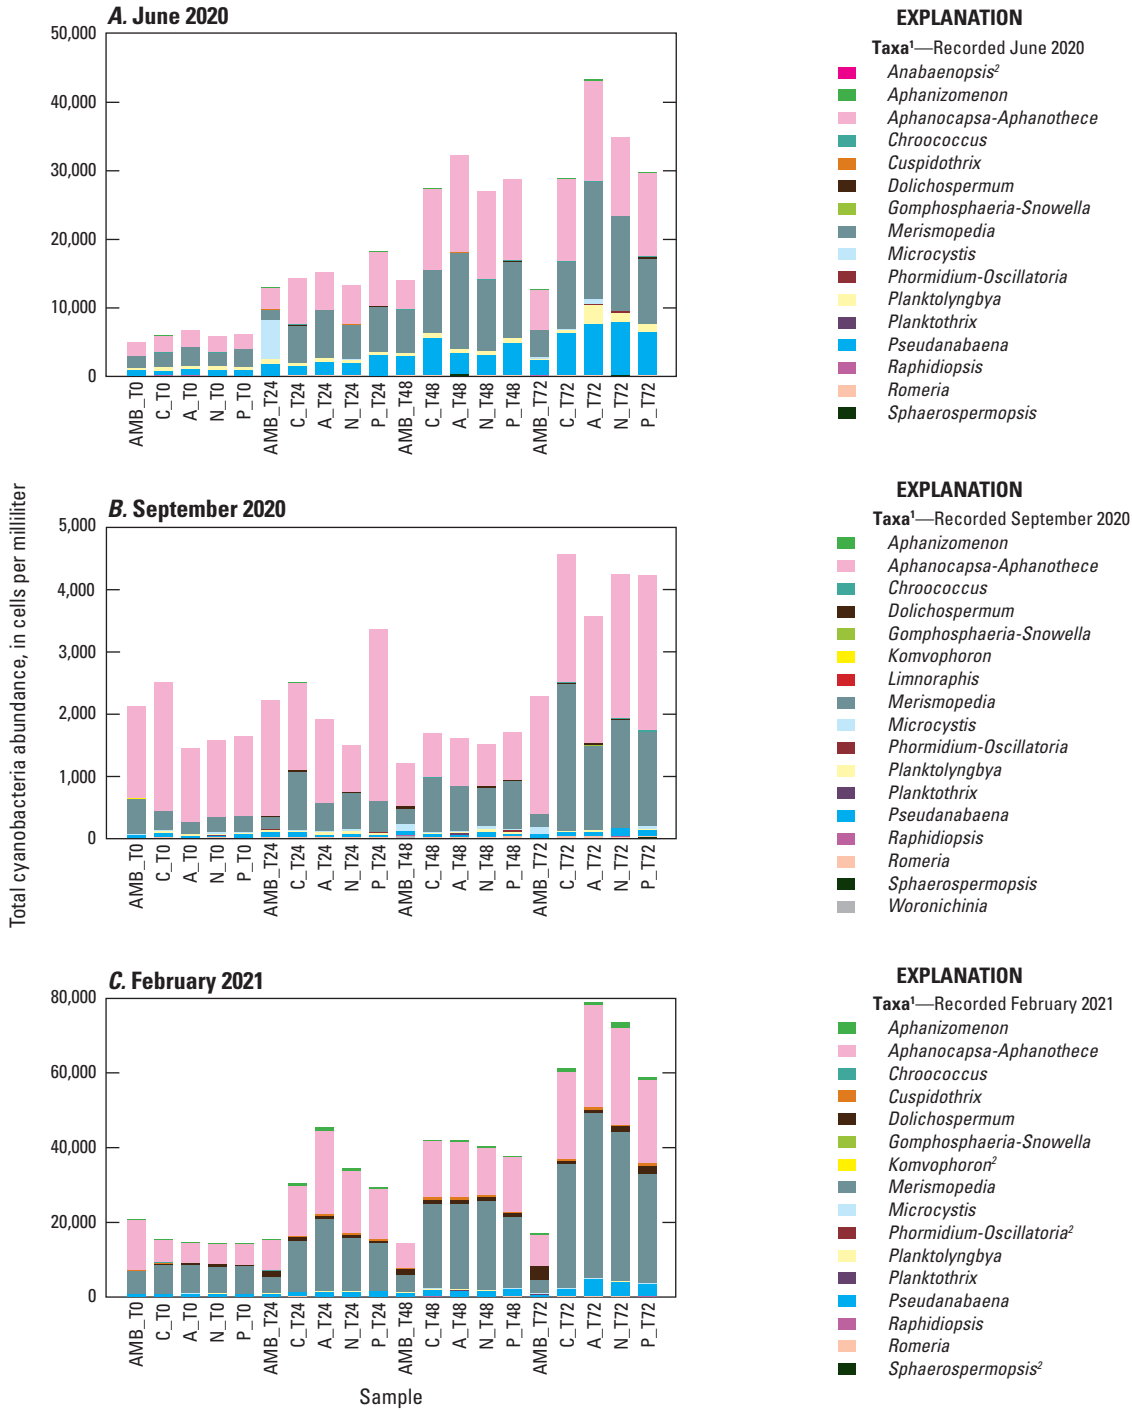 A. June 2020
50,000
40,000
30,000
20,000
10,000
0
AMB_T0
C_T0
A_T0
N_T0
P_T0
AMB_T24
C_T24
A_T24
N_T24
P_T24
AMB_T48
C_T48
A_T48
N_T48
P_T48
AMB_T72
C_T72
A_T72
N_T72
P_T72
EXPLANATION
Taxa¹—Recorded June 2020
Anabaenopsis²
Aphanizomenon
Aphanocapsa-Aphanothece
Chroococcus
Cuspidothrix
Dolichospermum
Gomphosphaeria-Snowella
Merismopedia
Microcystis
Phormidium-Oscillatoria
Planktolyngbya
Planktothrix
Pseudanabaena
Raphidiopsis
Romeria
Sphaerospermopsis
Total cyanobacteria abundance, in cells per milliliter
B. September 2020
5,000
4,000
3,000
2,000
1,000
0
AMB_T0
C_T0
A_T0
N_T0
P_T0
AMB_T24
C_T24
A_T24
N_T24
P_T24
AMB_T48
C_T48
A_T48
N_T48
P_T48
AMB_T72
C_T72
A_T72
N_T72
P_T72
EXPLANATION
Taxa¹—Recorded September 2020
Aphanizomenon
Aphanocapsa-Aphanothece
Chroococcus
Dolichospermum
Gomphosphaeria-Snowella
Komvophoron
Limnoraphis
Merismopedia
Microcystis
Phormidium-Oscillatoria
Planktolyngbya
Planktothrix
Pseudanabaena
Raphidiopsis
Romeria
Sphaerospermopsis
Woronichinia
C. February 2021
80,000
60,000
40,000
20,000
0
AMB_T0
C_T0
A_T0
N_T0
P_T0
AMB_T24
C_T24
A_T24
N_T24
P_T24
AMB_T48
C_T48
A_T48
N_T48
P_T48
AMB_T72
C_T72
A_T72
N_T72
P_T72
Sample
EXPLANATION
Taxa¹—Recorded February 2021
Aphanizomenon
Aphanocapsa-Aphanothece
Chroococcus
Cuspidothrix
Dolichospermum
Gomphosphaeria-Snowella
Komvophoron²
Merismopedia
Microcystis
Phormidium-Oscillatoria²
Planktolyngbya
Planktothrix
Pseudanabaena
Raphidiopsis
Romeria
Sphaerospermopsis²